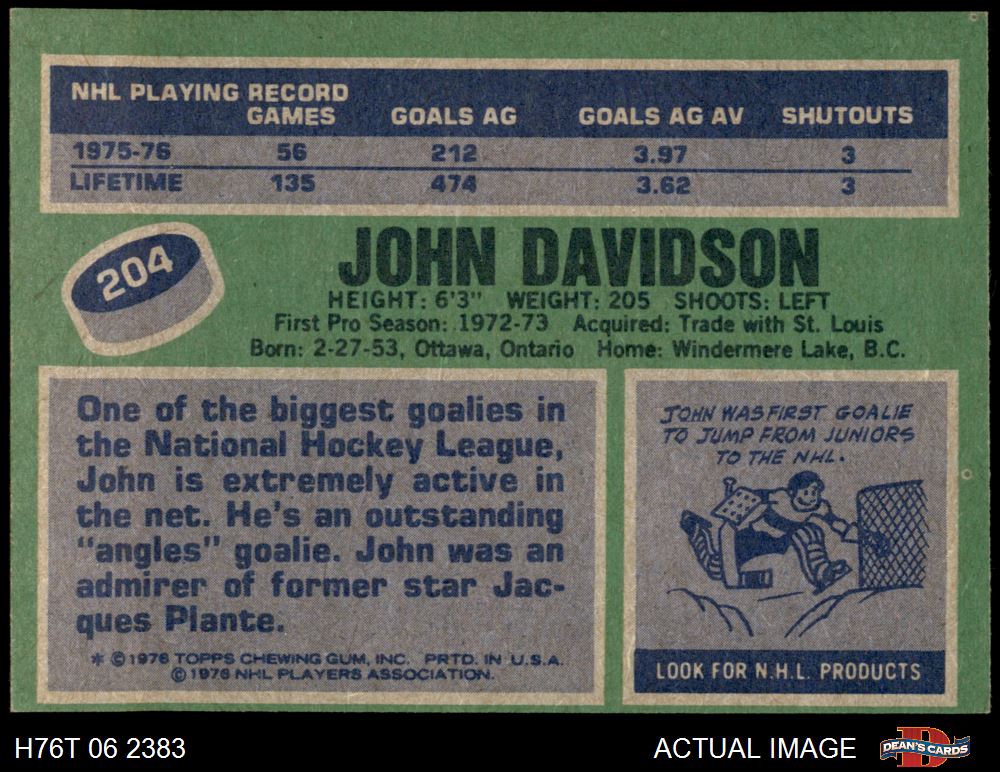 NHL PLAYING RECORD
GAMES GOALS AG GOALS AG AV SHUTOUTS
1975-76 56 212 3.97 3
LIFETIME 135 474 3.62 3
204
JOHN DAVIDSON
HEIGHT: 6'3" WEIGHT: 205 SHOOTS: LEFT
First Pro Season: 1972-73 Acquired: Trade with St. Louis
Born: 2-27-53, Ottawa, Ontario Home: Windermere Lake, B.C.
One of the biggest goalies in
the National Hockey League,
John is extremely active in
the net. He's an outstanding
"angles" goalie. John was an
admirer of former star Jac-
ques Plante.
* © 1976 TOPPS CHEWING GUM, INC. PRTD. IN U.S.A.
© 1976 NHL PLAYERS ASSOCIATION.
JOHN WAS FIRST GOALIE
TO JUMP FROM JUNIORS
TO THE NHL.
LOOK FOR N.H.L. PRODUCTS
H76T 06 2383
ACTUAL IMAGE
D
DEAN'S CARDS